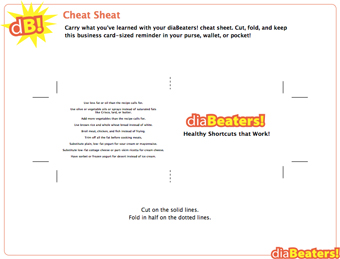 dB!
Cheat Sheat
Carry what you've learned with your diaBeaters! cheat sheet. Cut, fold, and keep
this business card-sized reminder in your purse, wallet, or pocket!
Use less fat or oil than the recipe calls for.
Use olive or vegetable oils or sprays instead of saturated fats
like Crisco, lard, or butter.
Add more vegetables than the recipe calls for.
Use brown rice and whole wheat bread instead of white.
Broil meat, chicken, and fish instead of frying.
Trim off all the fat before cooking meats.
Substitute plain, low-fat yogurt for sour cream or mayonnaise.
Substitute low-fat cottage cheese or part-skim ricotta for cream cheese.
Have sorbet or frozen yogurt for desert instead of ice cream.
diaBeaters!
Healthy Shortcuts that Work!
Cut on the solid lines.
Fold in half on the dotted lines.
diaBeaters!